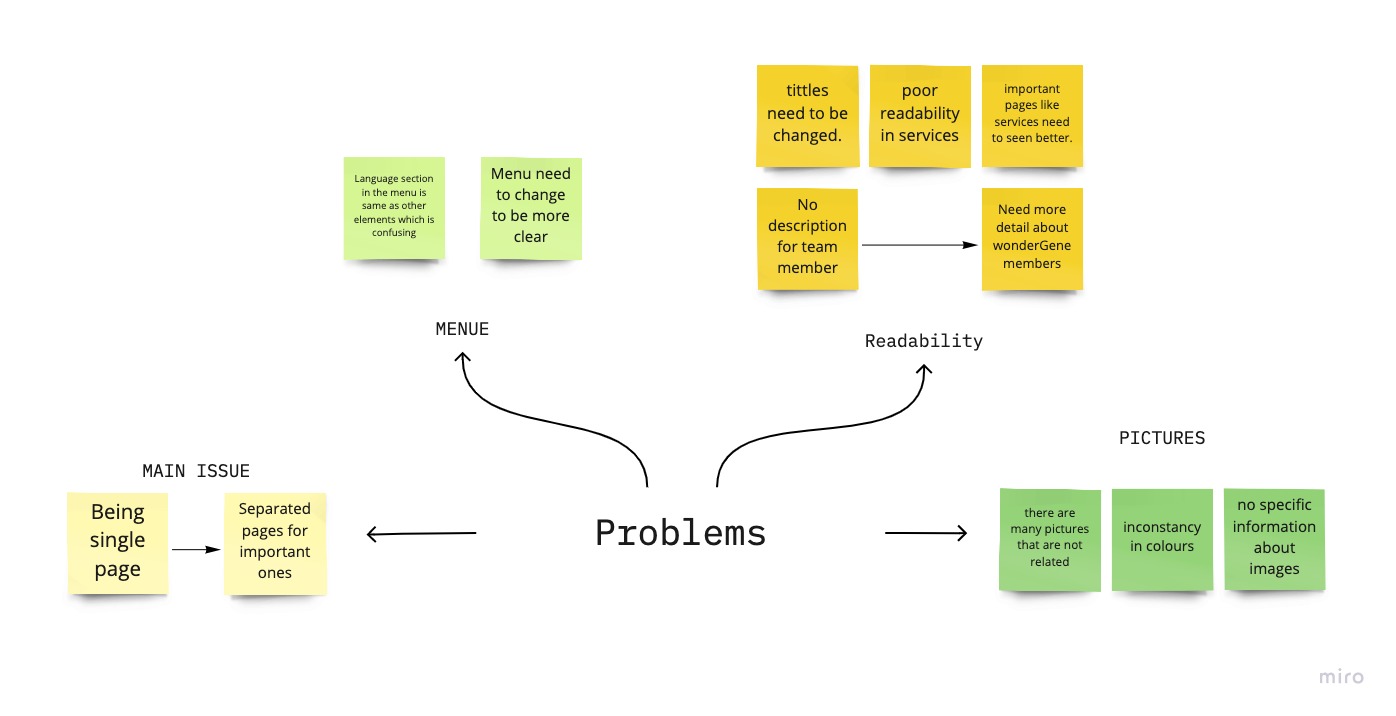 tittles
need to be
changed.
poor
readability
in services
important
pages like
services need
to seen better.
Language section
in the menu is
same as other
elements which is
confusing
Menu need
to change
to be more
clear
No
description
for team
member
Need more
detail about
wonderGene
members
MENUE
Readability
PICTURES
MAIN ISSUE
Being
single
page
Separated
pages for
important
ones
Problems
there are
many pictures
that are not
related
inconstancy
in colours
no specific
information
about
images
miro